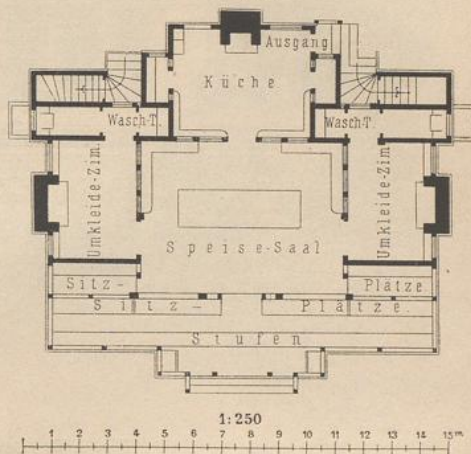 Ausgang
Küche.
Wasch-T.
Wasch-T.
Umkleide-Zim.
Umkleide-Zim.
Speise-Saal
Sitz-
Plätze
Sitz-
Plätze.
Stufen
1:250
1 2 3 4 5 6 7 8 9 10 11 12 13 14 15 m